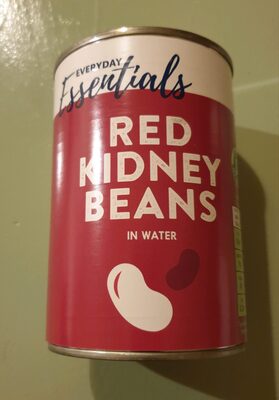 EVERYDAY
Essentials
RED
KIDNEY
BEANS
IN WATER